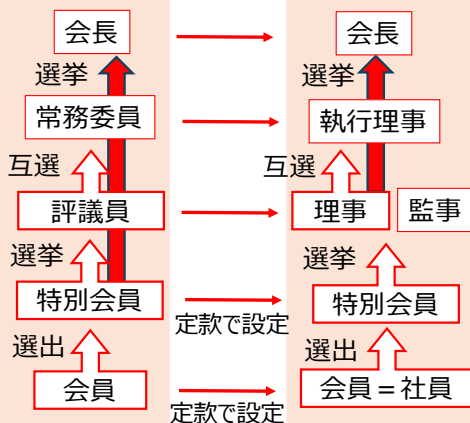 会長
会長
選挙
選挙
常務委員
執行理事
互選
互選
評議員
理事
監事
選挙
選挙
特別会員
特別会員
定款で設定
選出
選出
会員
会員＝社員
定款で設定